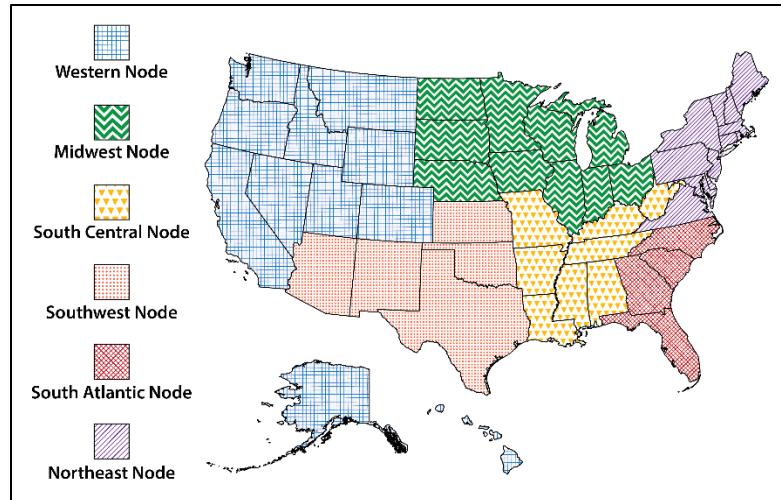 Western Node
Midwest Node
South Central Node
Southwest Node
South Atlantic Node
Northeast Node